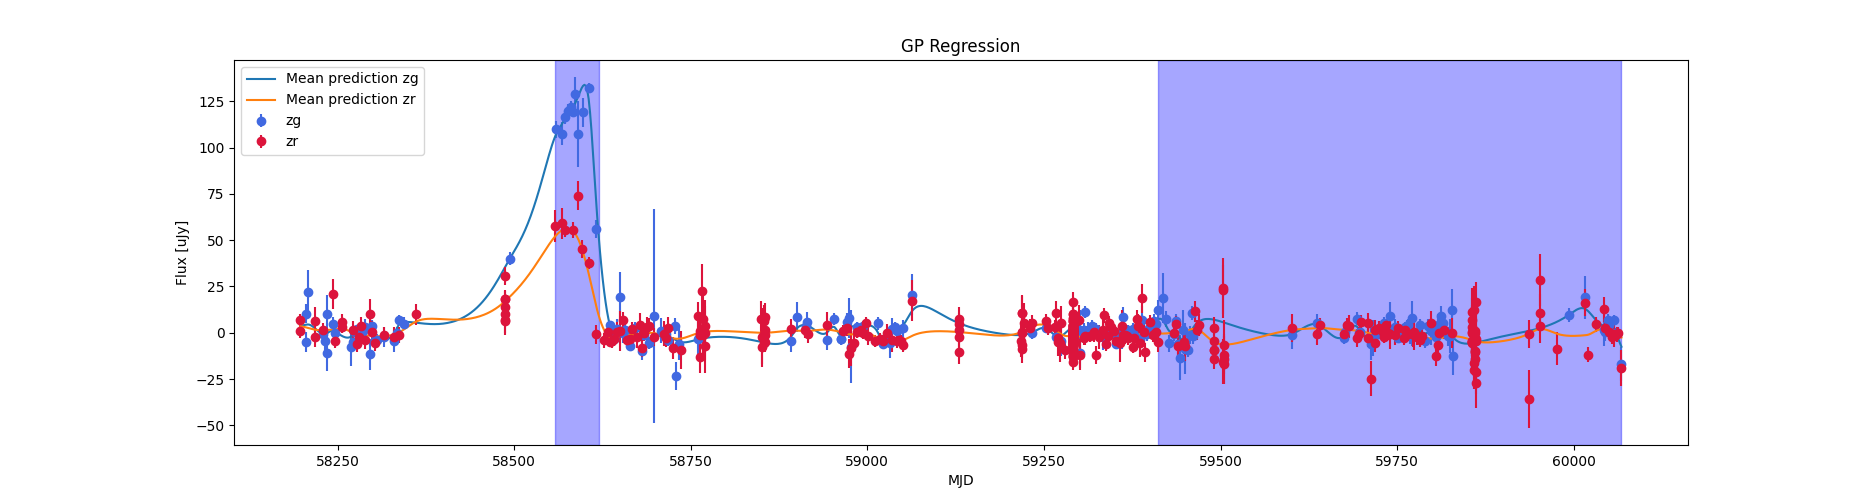 GP Regression
Mean prediction zg
Mean prediction zr
zg
zr
Flux [uJy]
125
100
75
50
25
0
−25
−50
58250
58500
58750
59000
59250
59500
59750
60000
MJD